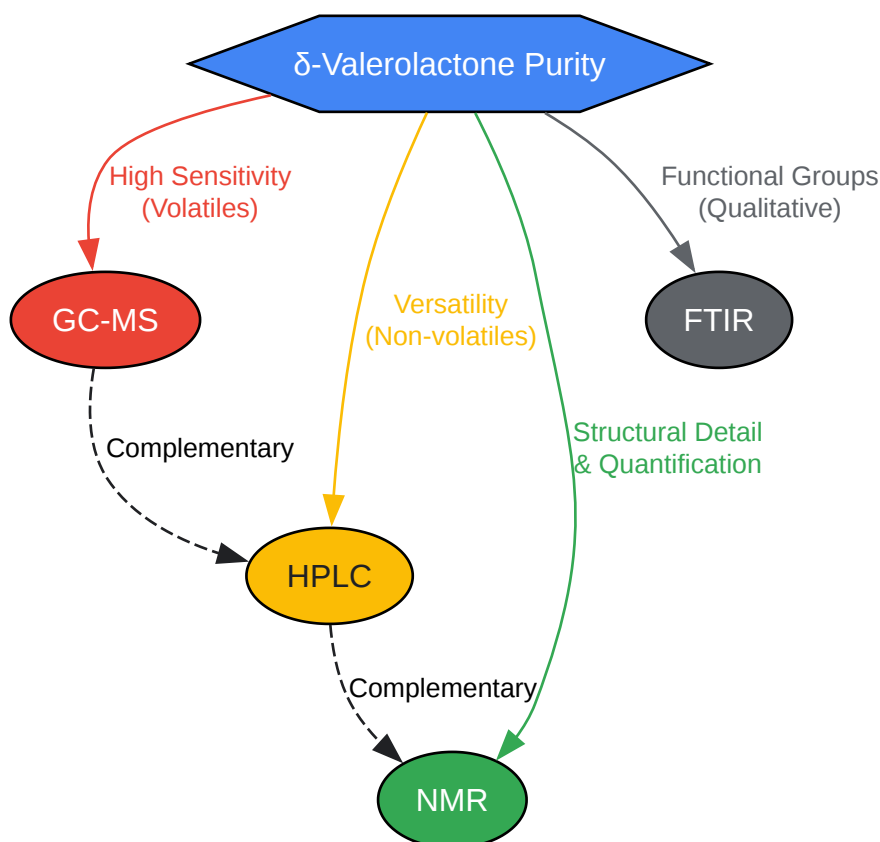 δ-Valerolactone Purity
High Sensitivity
(Volatiles)
Functional Groups
(Qualitative)
GC-MS
Versatility
(Non-volatiles)
FTIR
Structural Detail
& Quantification
Complementary
HPLC
Complementary
NMR